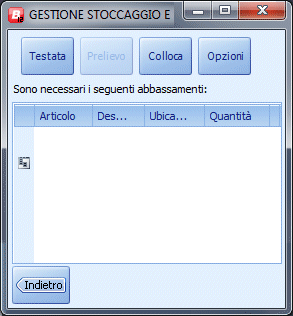 GESTIONE STOCCAGGIO E
Testata Prelievo Colloca Opzioni
Sono necessari i seguenti abbassamenti:
Articolo Des... Ubica... Quantità
Indietro